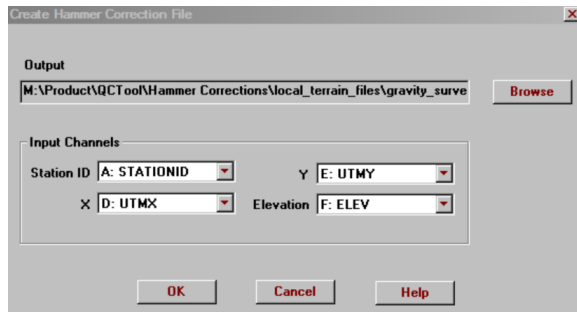 Create Hammer Correction File
Output
M:\Product\QCTool\Hammer Corrections\local_terrain_files\gravity_surve
Browse
Input Channels
Station ID A: STATIONID Y E: UTMY
X D: UTMX Elevation F: ELEV
OK Cancel Help